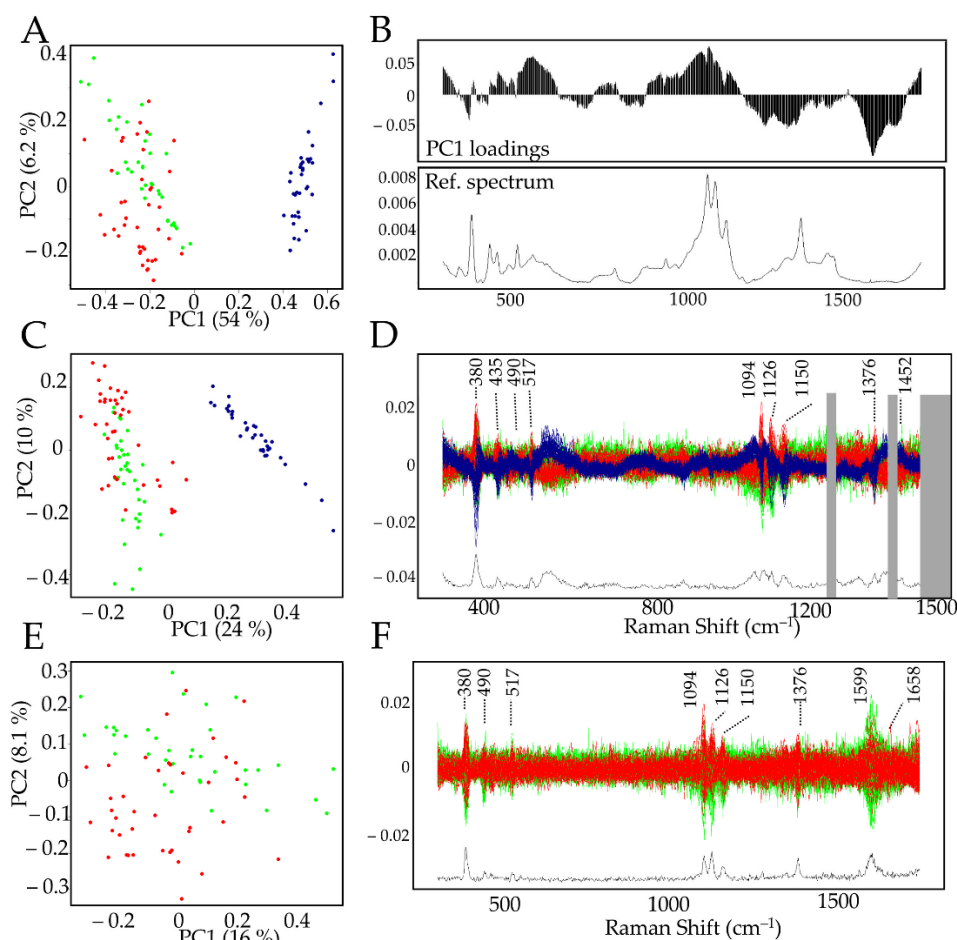 A
0.4
0.2
0
– 0.2
PC2 (6.2 %)
– 0.4 – 0.2 0 0.2 0.4 0.6
PC1 (54 %)
B
0.05
0
– 0.05
PC1 loadings
0.008
0.006
0.004
0.002
Ref. spectrum
500 1000 1500
C
0.2
0
– 0.2
– 0.4
PC2 (10 %)
– 0.2 0 0.2 0.4
PC1 (24 %)
D
380 435 490 517 1094 1126 1150 1376 1452
0.02
0
– 0.02
– 0.04
400 800 1200 1500
Raman Shift (cm⁻¹)
E
0.3
0.2
0.1
0
– 0.1
– 0.2
– 0.3
PC2 (8.1 %)
– 0.2 0 0.2 0.4
PC1 (16 %)
F
380 490 517 1094 1126 1150 1376 1599 1658
0.02
0
– 0.02
500 1000 1500
Raman Shift (cm⁻¹)